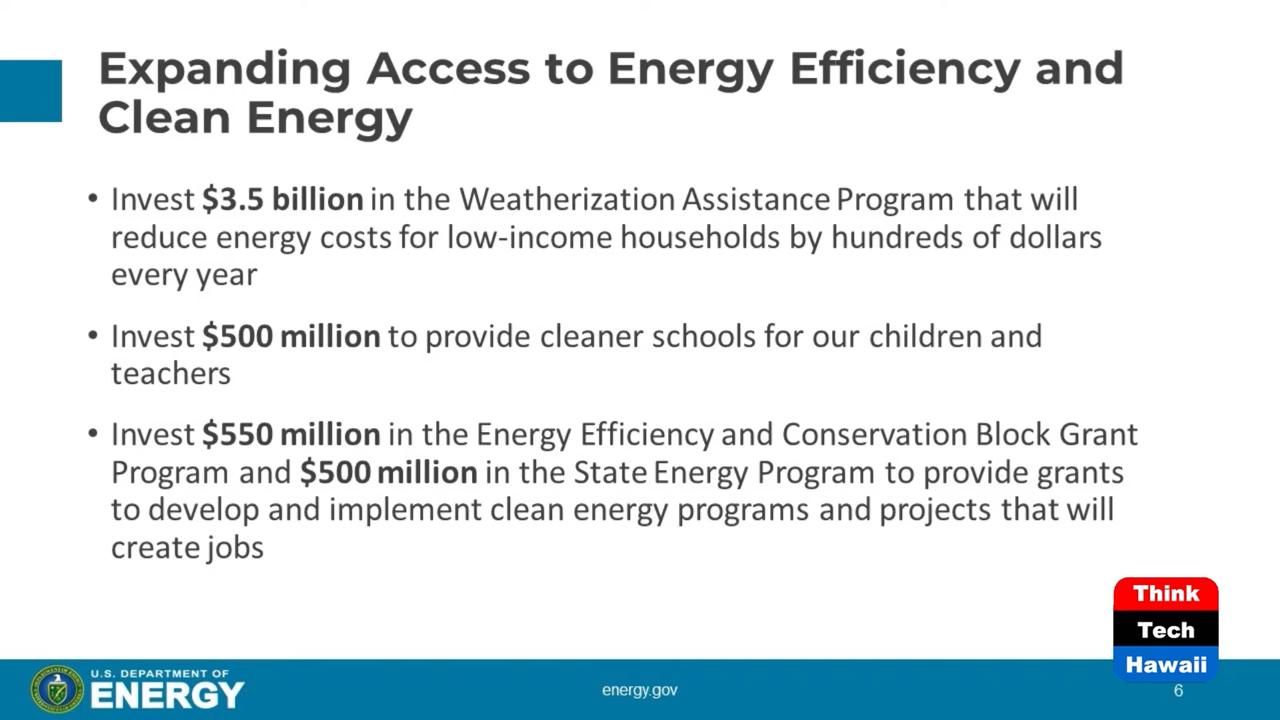 Expanding Access to Energy Efficiency and
Clean Energy
• Invest $3.5 billion in the Weatherization Assistance Program that will
reduce energy costs for low-income households by hundreds of dollars
every year
• Invest $500 million to provide cleaner schools for our children and
teachers
• Invest $550 million in the Energy Efficiency and Conservation Block Grant
Program and $500 million in the State Energy Program to provide grants
to develop and implement clean energy programs and projects that will
create jobs
Think
Tech
Hawaii
U.S. DEPARTMENT OF
ENERGY
energy.gov
6